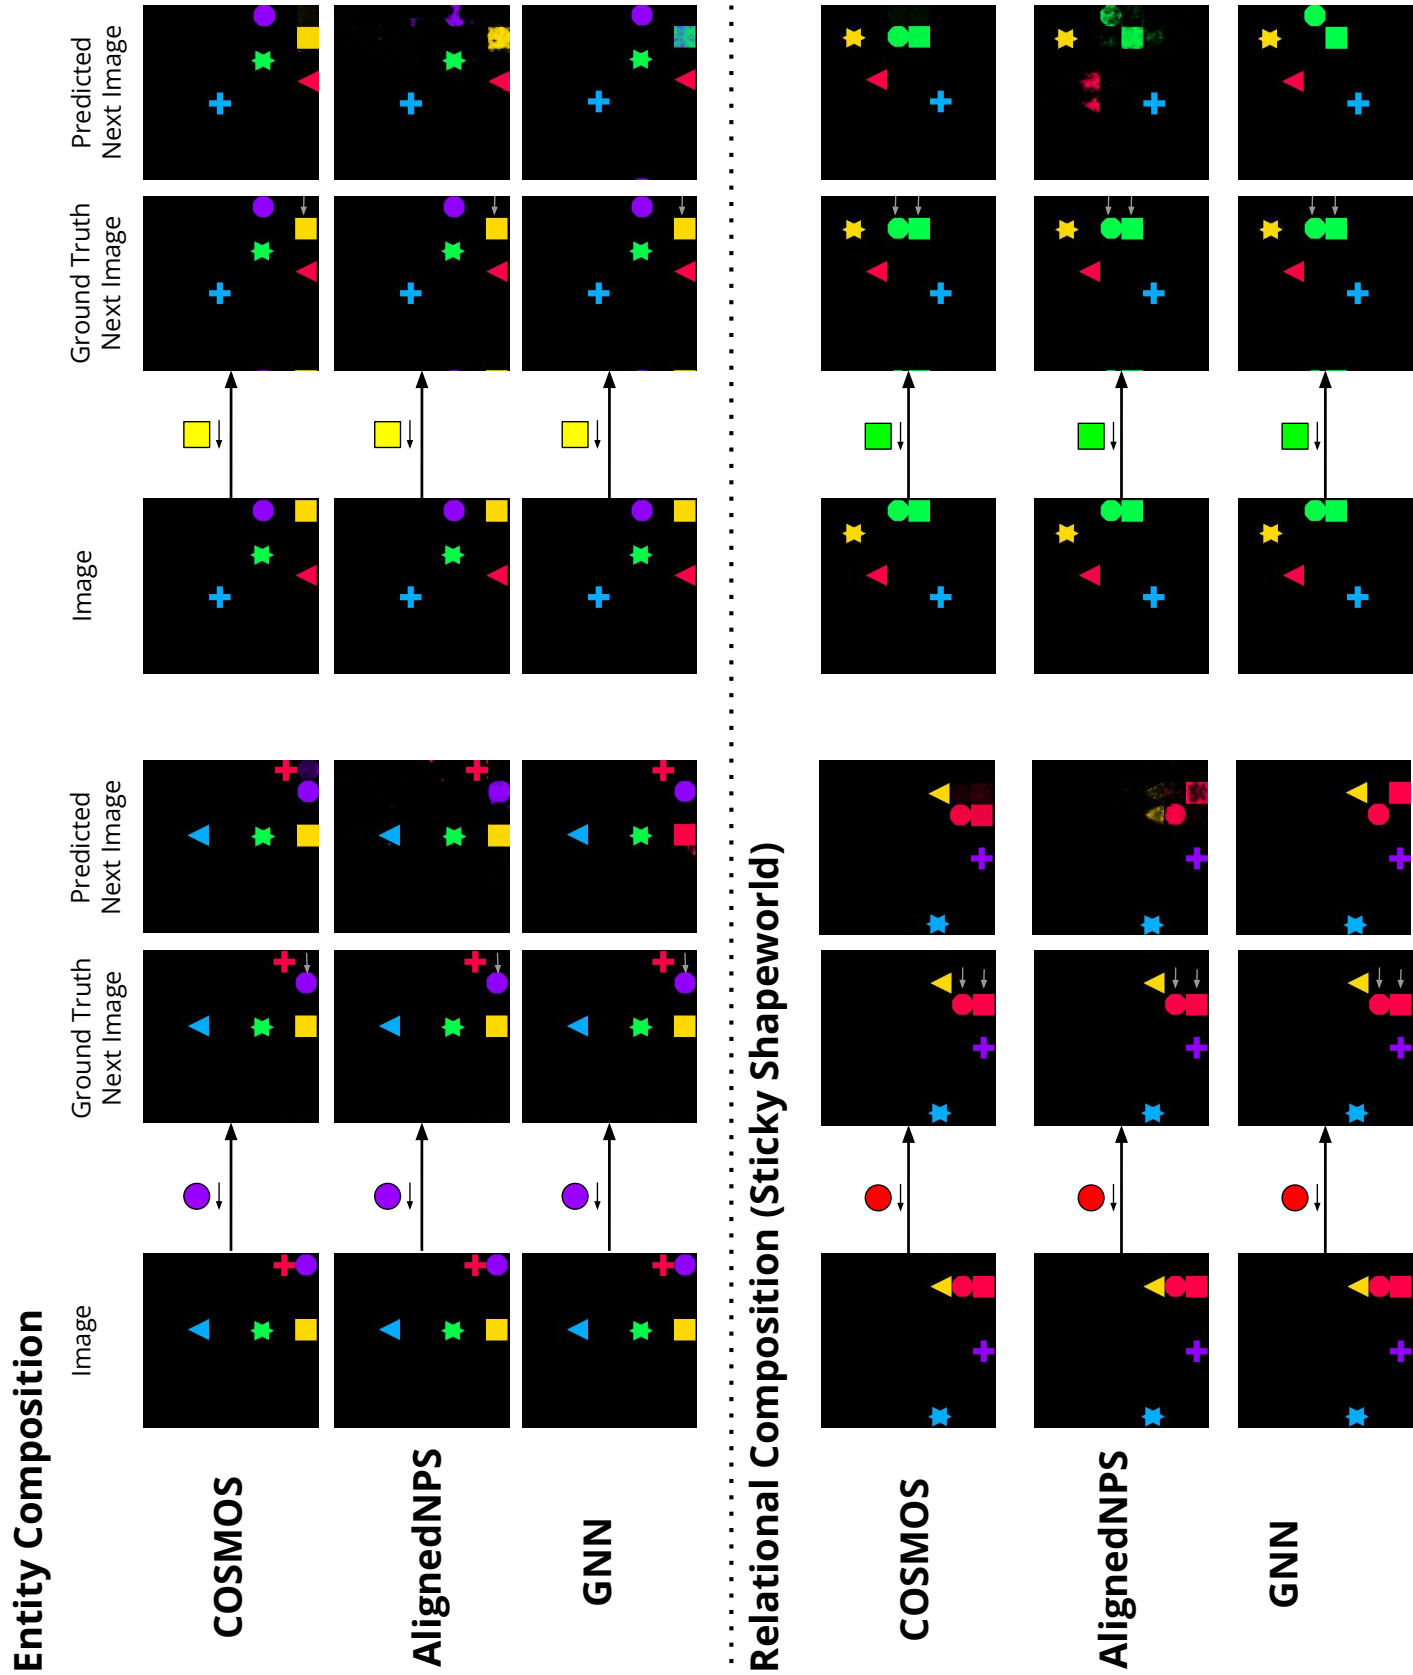 Entity Composition
Image
Ground Truth
Next Image
Predicted
Next Image
Image
Ground Truth
Next Image
Predicted
Next Image
COSMOS
AlignedNPS
GNN
Relational Composition (Sticky Shapeworld)
COSMOS
AlignedNPS
GNN